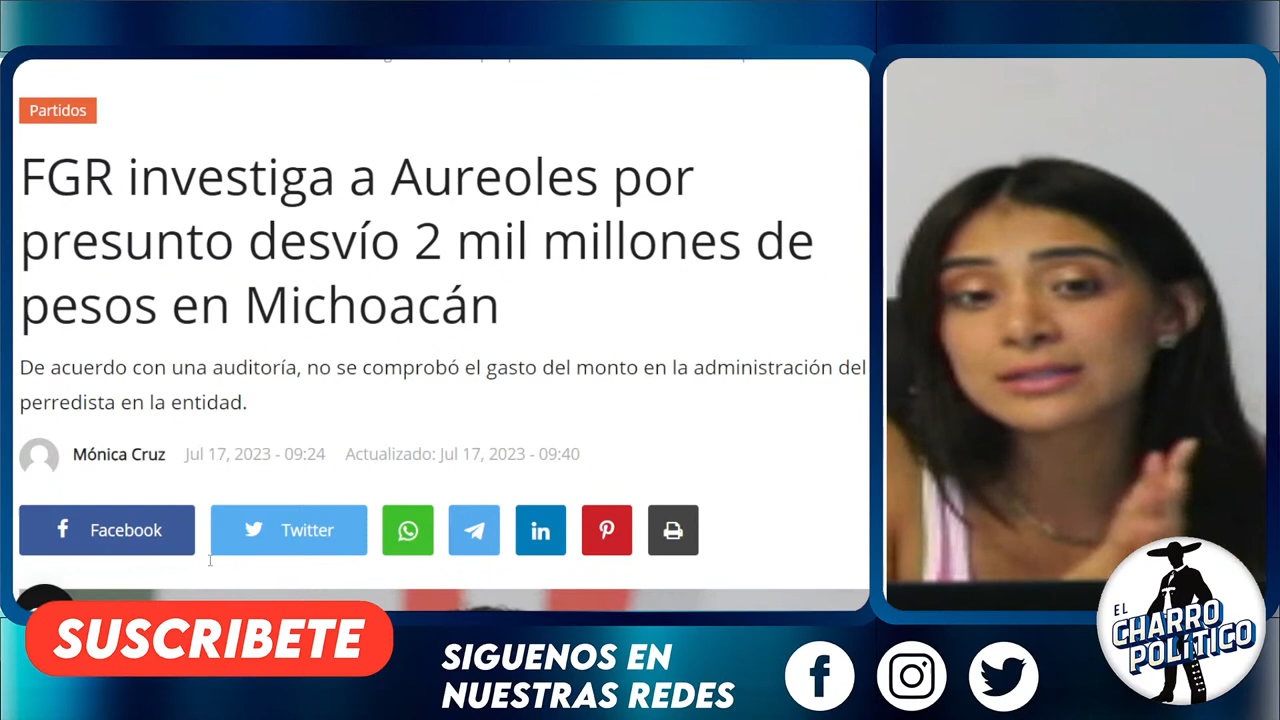 Partidos
FGR investiga a Aureoles por
presunto desvío 2 mil millones de
pesos en Michoacán
De acuerdo con una auditoría, no se comprobó el gasto del monto en la administración del
perredista en la entidad.
Mónica Cruz Jul 17, 2023 - 09:24 Actualizado: Jul 17, 2023 - 09:40
Facebook Twitter
SUSCRIBETE
SIGUENOS EN
NUESTRAS REDES
EL
CHARRO
POLÍTICO